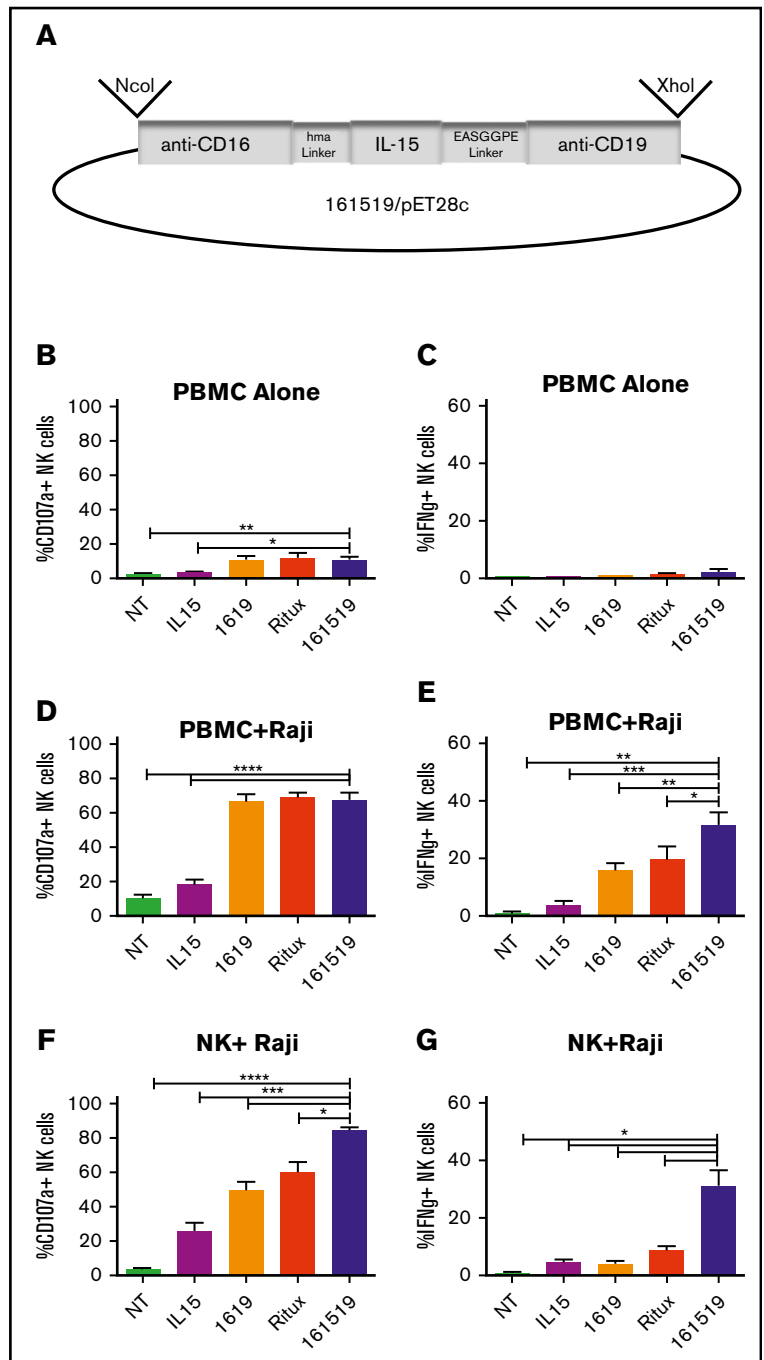 A
NcoI
XhoI
anti-CD16
hma
Linker
IL-15
EASGGPE
Linker
anti-CD19
161519/pET28c
B
PBMC Alone
%CD107a+ NK cells
100
80
60
40
20
0
**
*
NT
IL15
1619
Ritux
161519
C
PBMC Alone
%IFNg+ NK cells
60
40
20
0
NT
IL15
1619
Ritux
161519
D
PBMC+Raji
%CD107a+ NK cells
100
80
60
40
20
0
****
NT
IL15
1619
Ritux
161519
E
PBMC+Raji
%IFNg+ NK cells
60
40
20
0
**
***
**
*
NT
IL15
1619
Ritux
161519
F
NK+ Raji
%CD107a+ NK cells
100
80
60
40
20
0
****
***
*
NT
IL15
1619
Ritux
161519
G
NK+Raji
%IFNg+ NK cells
60
40
20
0
*
NT
IL15
1619
Ritux
161519